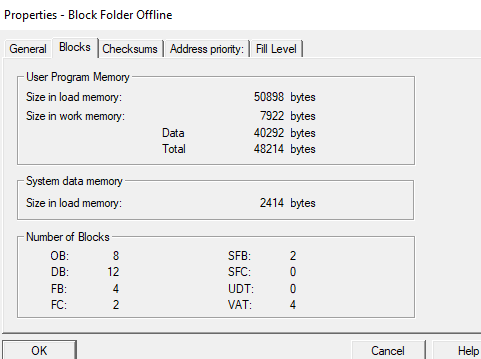 Properties - Block Folder Offline
General Blocks Checksums Address priority: Fill Level
User Program Memory
Size in load memory: 50898 bytes
Size in work memory: 7922 bytes
Data 40292 bytes
Total 48214 bytes
System data memory
Size in load memory: 2414 bytes
Number of Blocks
OB: 8 SFB: 2
DB: 12 SFC: 0
FB: 4 UDT: 0
FC: 2 VAT: 4
OK Cancel Help